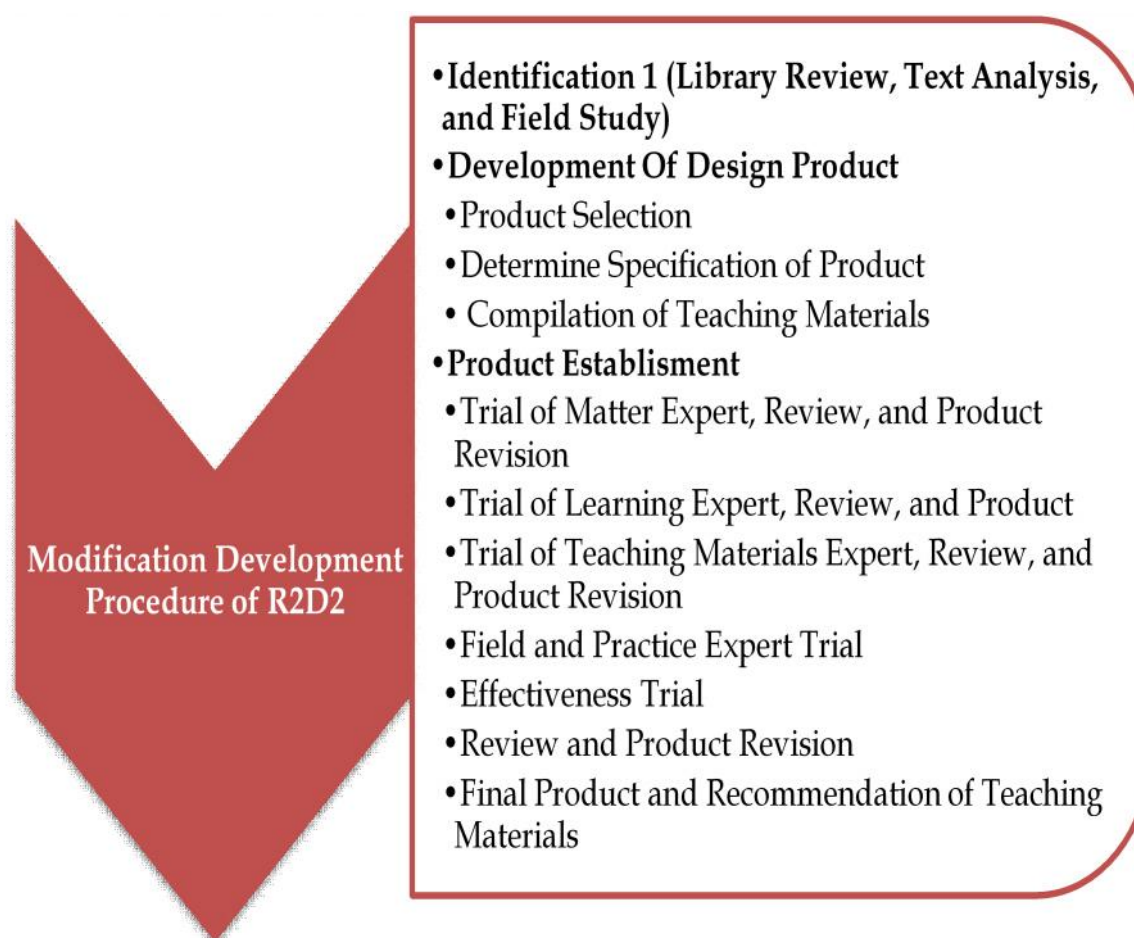 •Identification 1 (Library Review, Text Analysis,
and Field Study)
•Development Of Design Product
•Product Selection
•Determine Specification of Product
• Compilation of Teaching Materials
•Product Establisment
•Trial of Matter Expert, Review, and Product
Revision
•Trial of Learning Expert, Review, and Product
•Trial of Teaching Materials Expert, Review, and
Product Revision
•Field and Practice Expert Trial
•Effectiveness Trial
•Review and Product Revision
•Final Product and Recommendation of Teaching
Materials
Modification Development
Procedure of R2D2